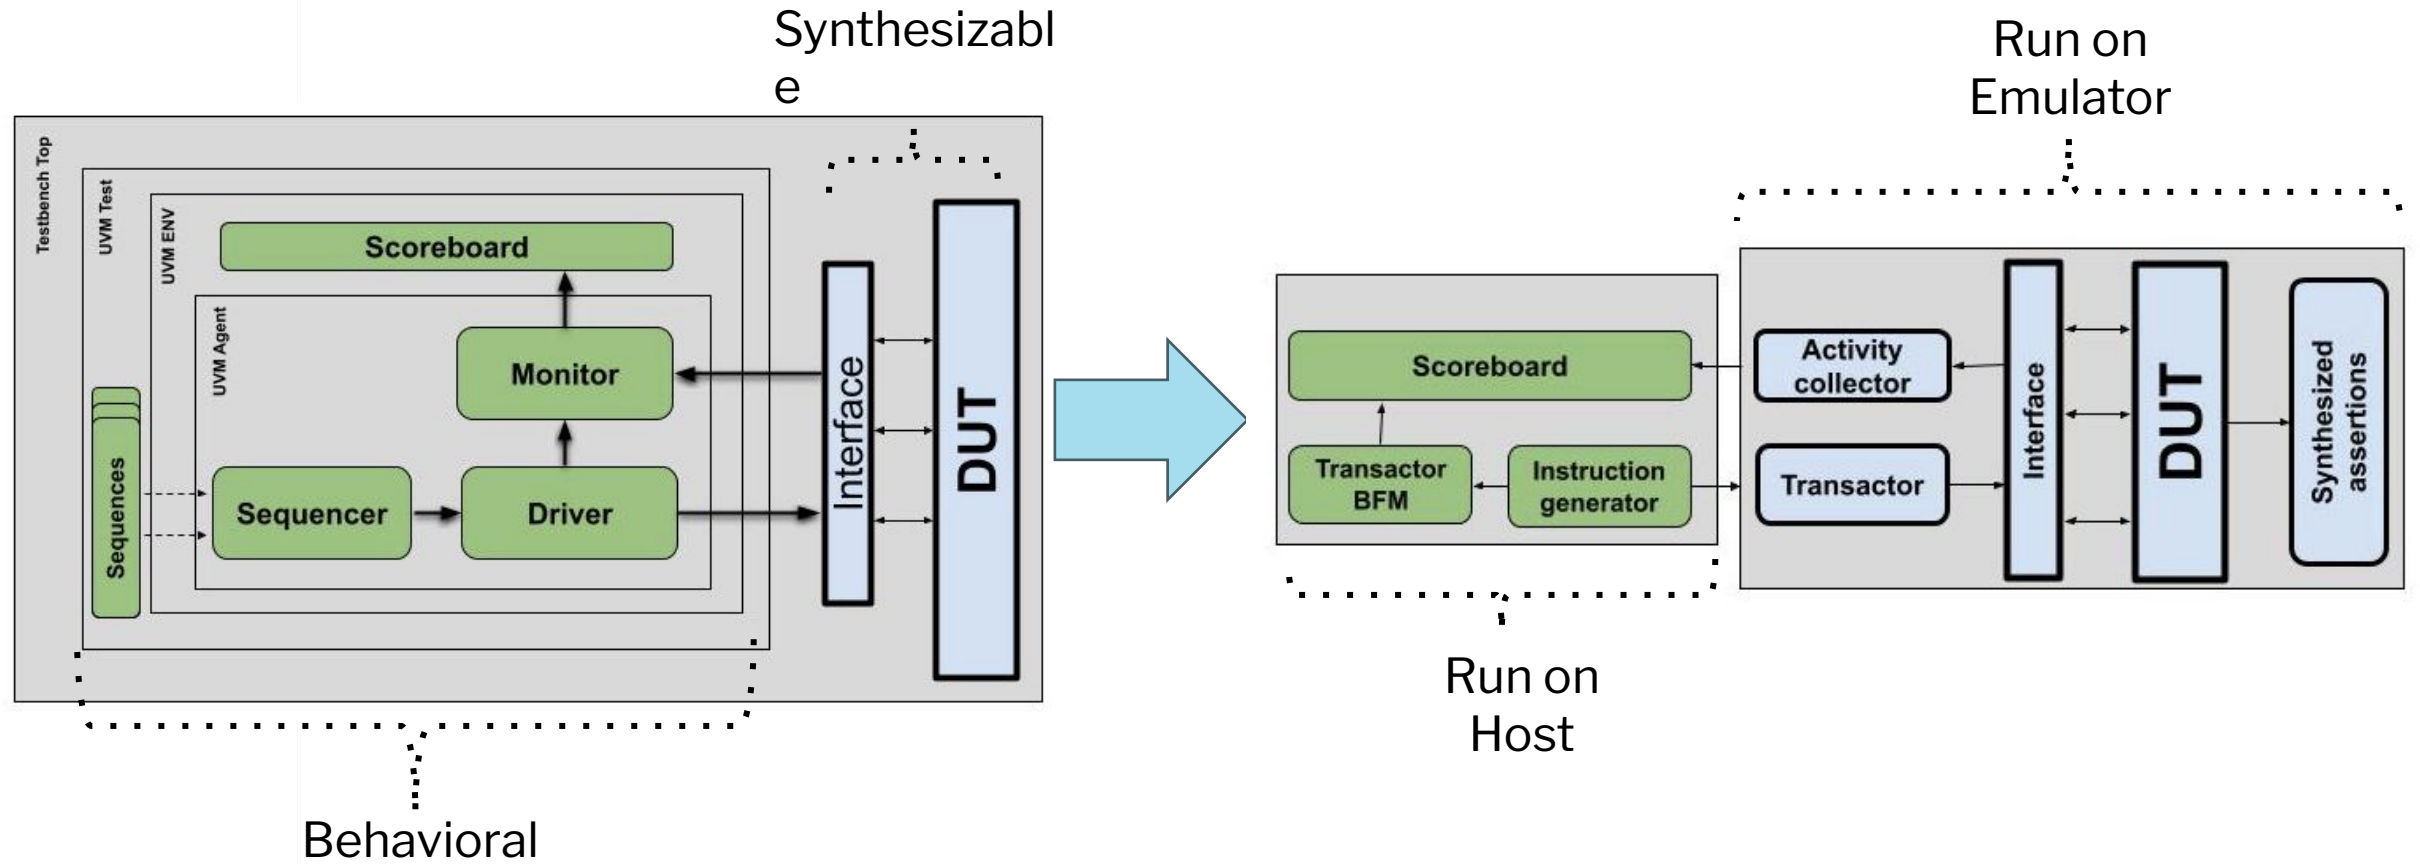 Synthesizabl
e
Testbench Top
UVM Test
UVM ENV
UVM Agent
Scoreboard
Monitor
Sequences
Sequencer
Driver
Interface
DUT
Behavioral
Run on
Emulator
Scoreboard
Transactor
BFM
Instruction
generator
Run on
Host
Activity
collector
Transactor
Interface
DUT
Synthesized
assertions